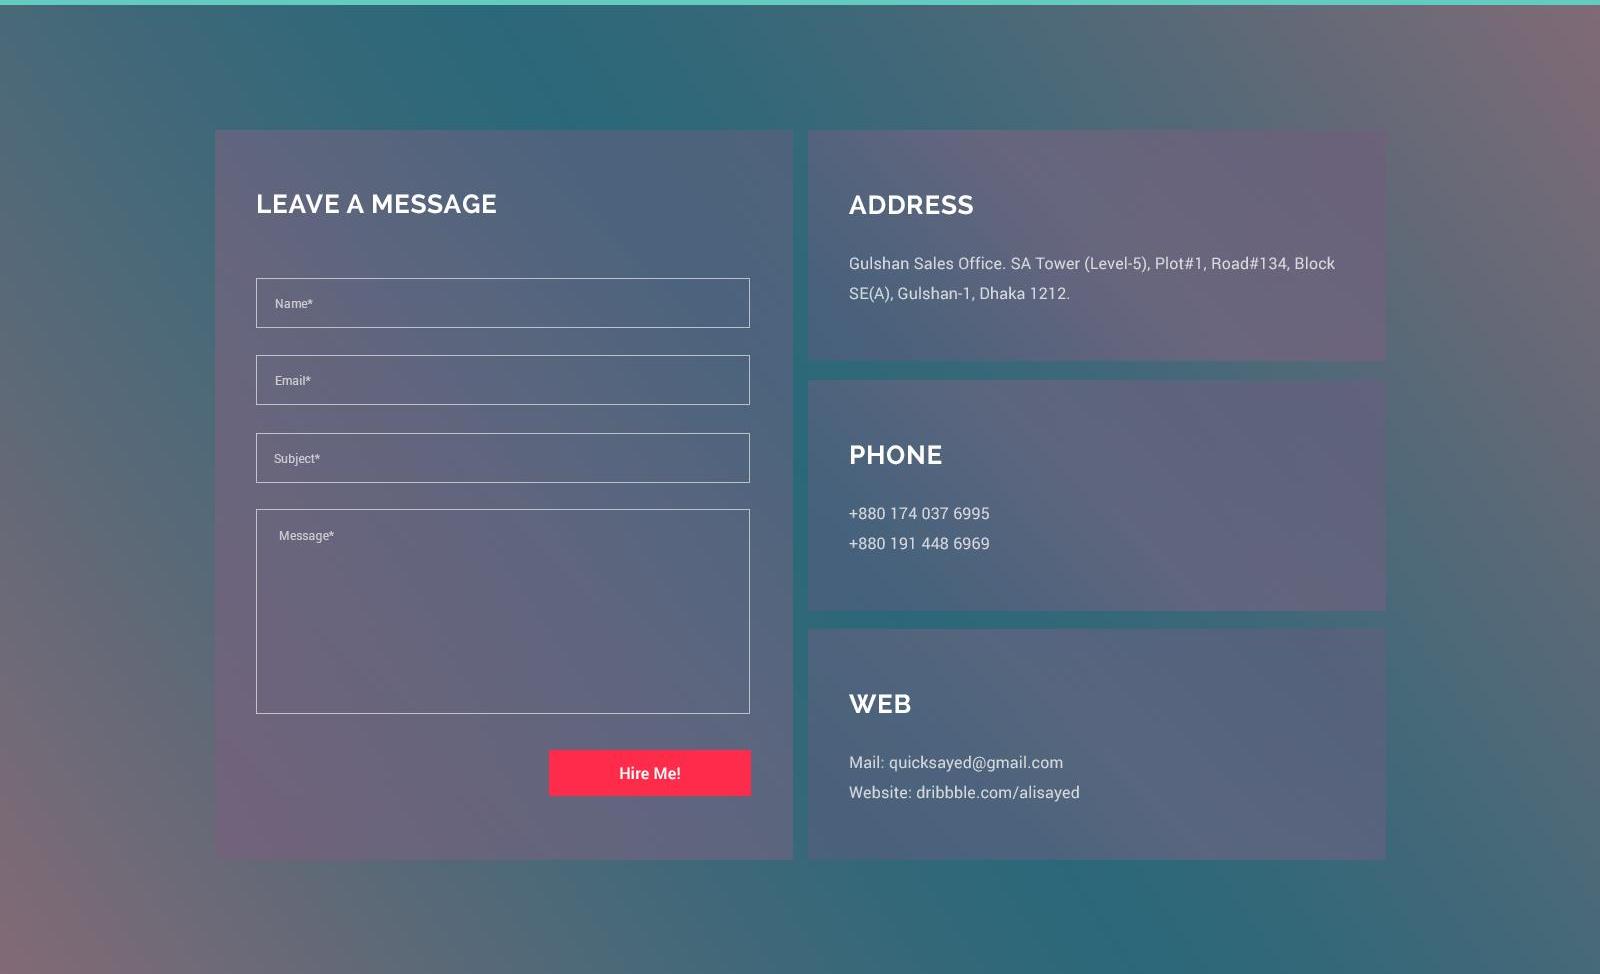 LEAVE A MESSAGE
Name*
Email*
Subject*
Message*
Hire Me!
ADDRESS
Gulshan Sales Office. SA Tower (Level-5), Plot#1, Road#134, Block
SE(A), Gulshan-1, Dhaka 1212.
PHONE
+880 174 037 6995
+880 191 448 6969
WEB
Mail: quicksayed@gmail.com
Website: dribbble.com/alisayed